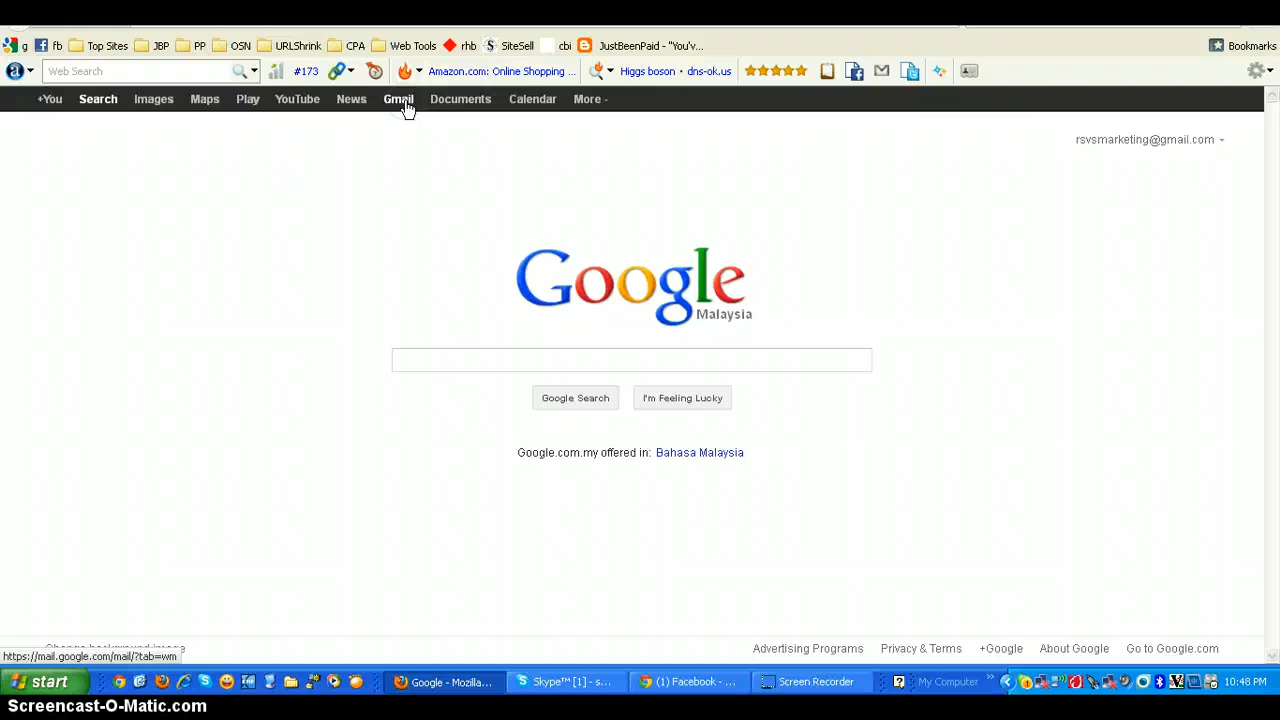 g fb Top Sites JBP PP OSN URLShrink CPA Web Tools rhb SiteSell cbi JustBeenPaid - "You'v... Bookmarks
Web Search #173 Amazon.com: Online Shopping ... Higgs boson • dns-ok.us
+You Search Images Maps Play YouTube News Gmail Documents Calendar More
rsvsmarketing@gmail.com
Google
Malaysia
Google Search I'm Feeling Lucky
Google.com.my offered in: Bahasa Malaysia
Change background image Advertising Programs Privacy & Terms +Google About Google Go to Google.com
https://mail.google.com/mail/?tab=wm
start Google - Mozilla... Skype™ [1] - s... (1) Facebook - ... Screen Recorder My Computer 10:48 PM
Screencast-O-Matic.com